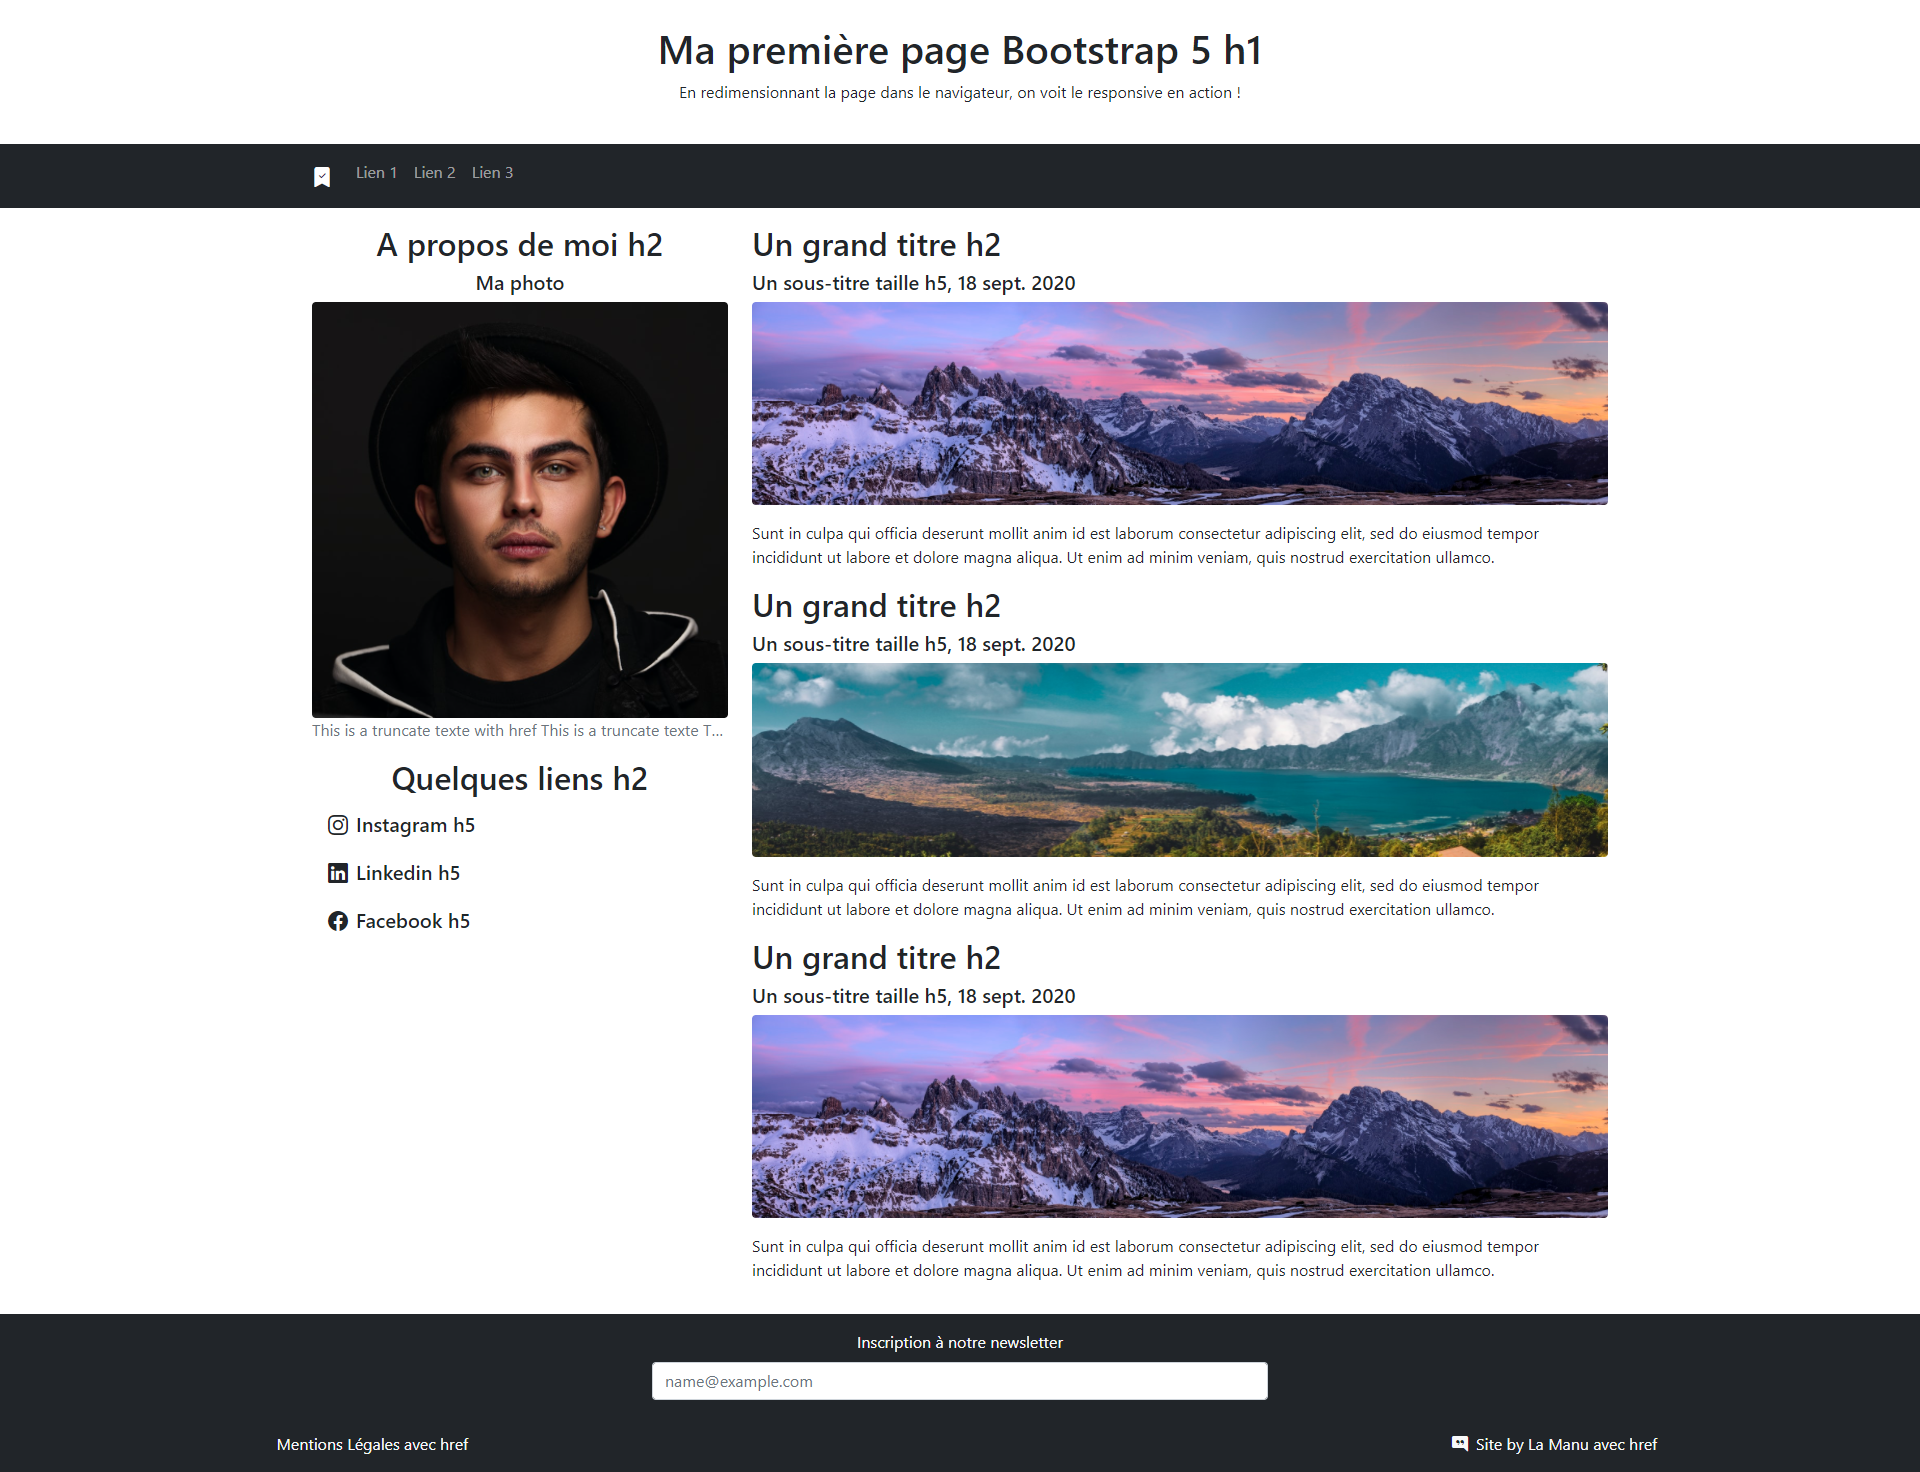 Ma première page Bootstrap 5 h1
En redimensionnant la page dans le navigateur, on voit le responsive en action !
Lien 1 Lien 2 Lien 3
A propos de moi h2
Ma photo
This is a truncate texte with href This is a truncate texte T...
Quelques liens h2
Instagram h5
Linkedin h5
Facebook h5
Un grand titre h2
Un sous-titre taille h5, 18 sept. 2020
Sunt in culpa qui officia deserunt mollit anim id est laborum consectetur adipiscing elit, sed do eiusmod tempor
incididunt ut labore et dolore magna aliqua. Ut enim ad minim veniam, quis nostrud exercitation ullamco.
Un grand titre h2
Un sous-titre taille h5, 18 sept. 2020
Sunt in culpa qui officia deserunt mollit anim id est laborum consectetur adipiscing elit, sed do eiusmod tempor
incididunt ut labore et dolore magna aliqua. Ut enim ad minim veniam, quis nostrud exercitation ullamco.
Un grand titre h2
Un sous-titre taille h5, 18 sept. 2020
Sunt in culpa qui officia deserunt mollit anim id est laborum consectetur adipiscing elit, sed do eiusmod tempor
incididunt ut labore et dolore magna aliqua. Ut enim ad minim veniam, quis nostrud exercitation ullamco.
Inscription à notre newsletter
name@example.com
Mentions Légales avec href
Site by La Manu avec href